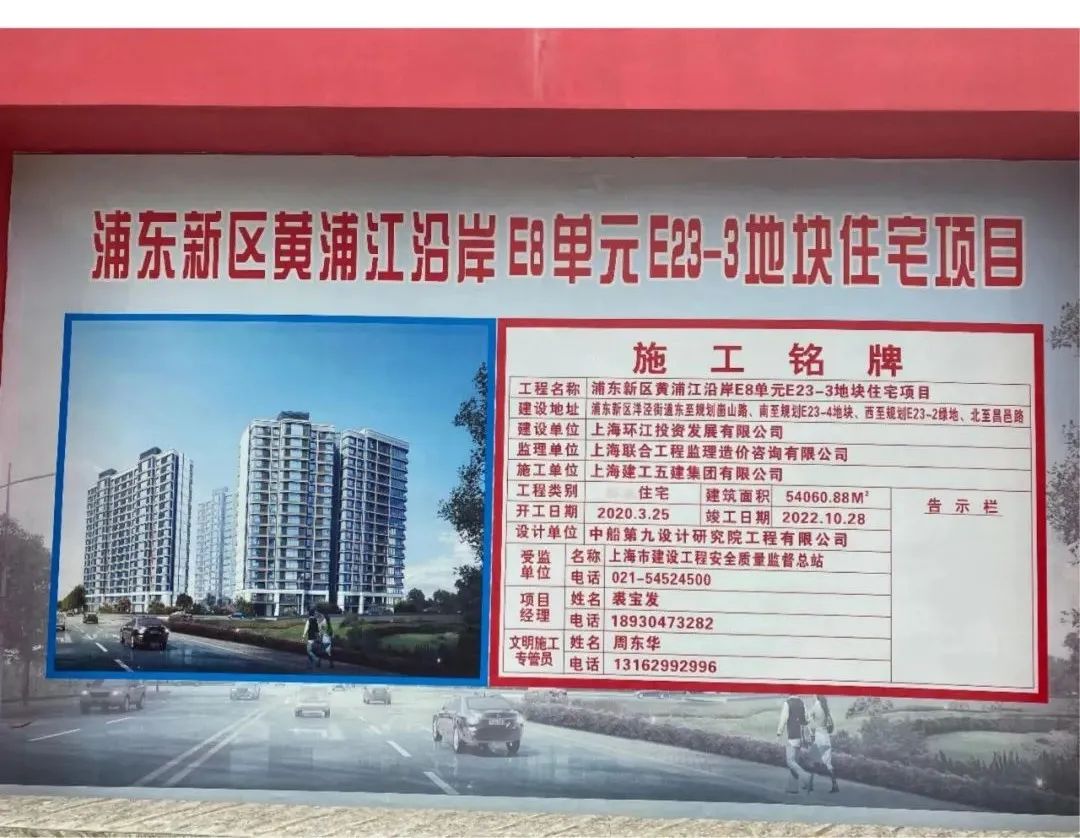 浦东新区黄浦江沿岸E8单元E23-3地块住宅项目
施工铭牌
工程名称 浦东新区黄浦江沿岸E8单元E23-3地块住宅项目
建设地址 浦东新区洋泾街道东至规划崮山路、南至规划E23-4地块、西至规划E23-2绿地、北至昌邑路
建设单位 上海环江投资发展有限公司
监理单位 上海联合工程监理造价咨询有限公司
施工单位 上海建工五建集团有限公司
工程类别 住宅 建筑面积 54060.88M²
告示栏
开工日期 2020.3.25 竣工日期 2022.10.28
设计单位 中船第九设计研究院工程有限公司
受监单位 名称 上海市建设工程安全质量监督总站
电话 021-54524500
项目经理 姓名 裘宝发
电话 18930473282
文明施工专管员 姓名 周东华
电话 13162992996